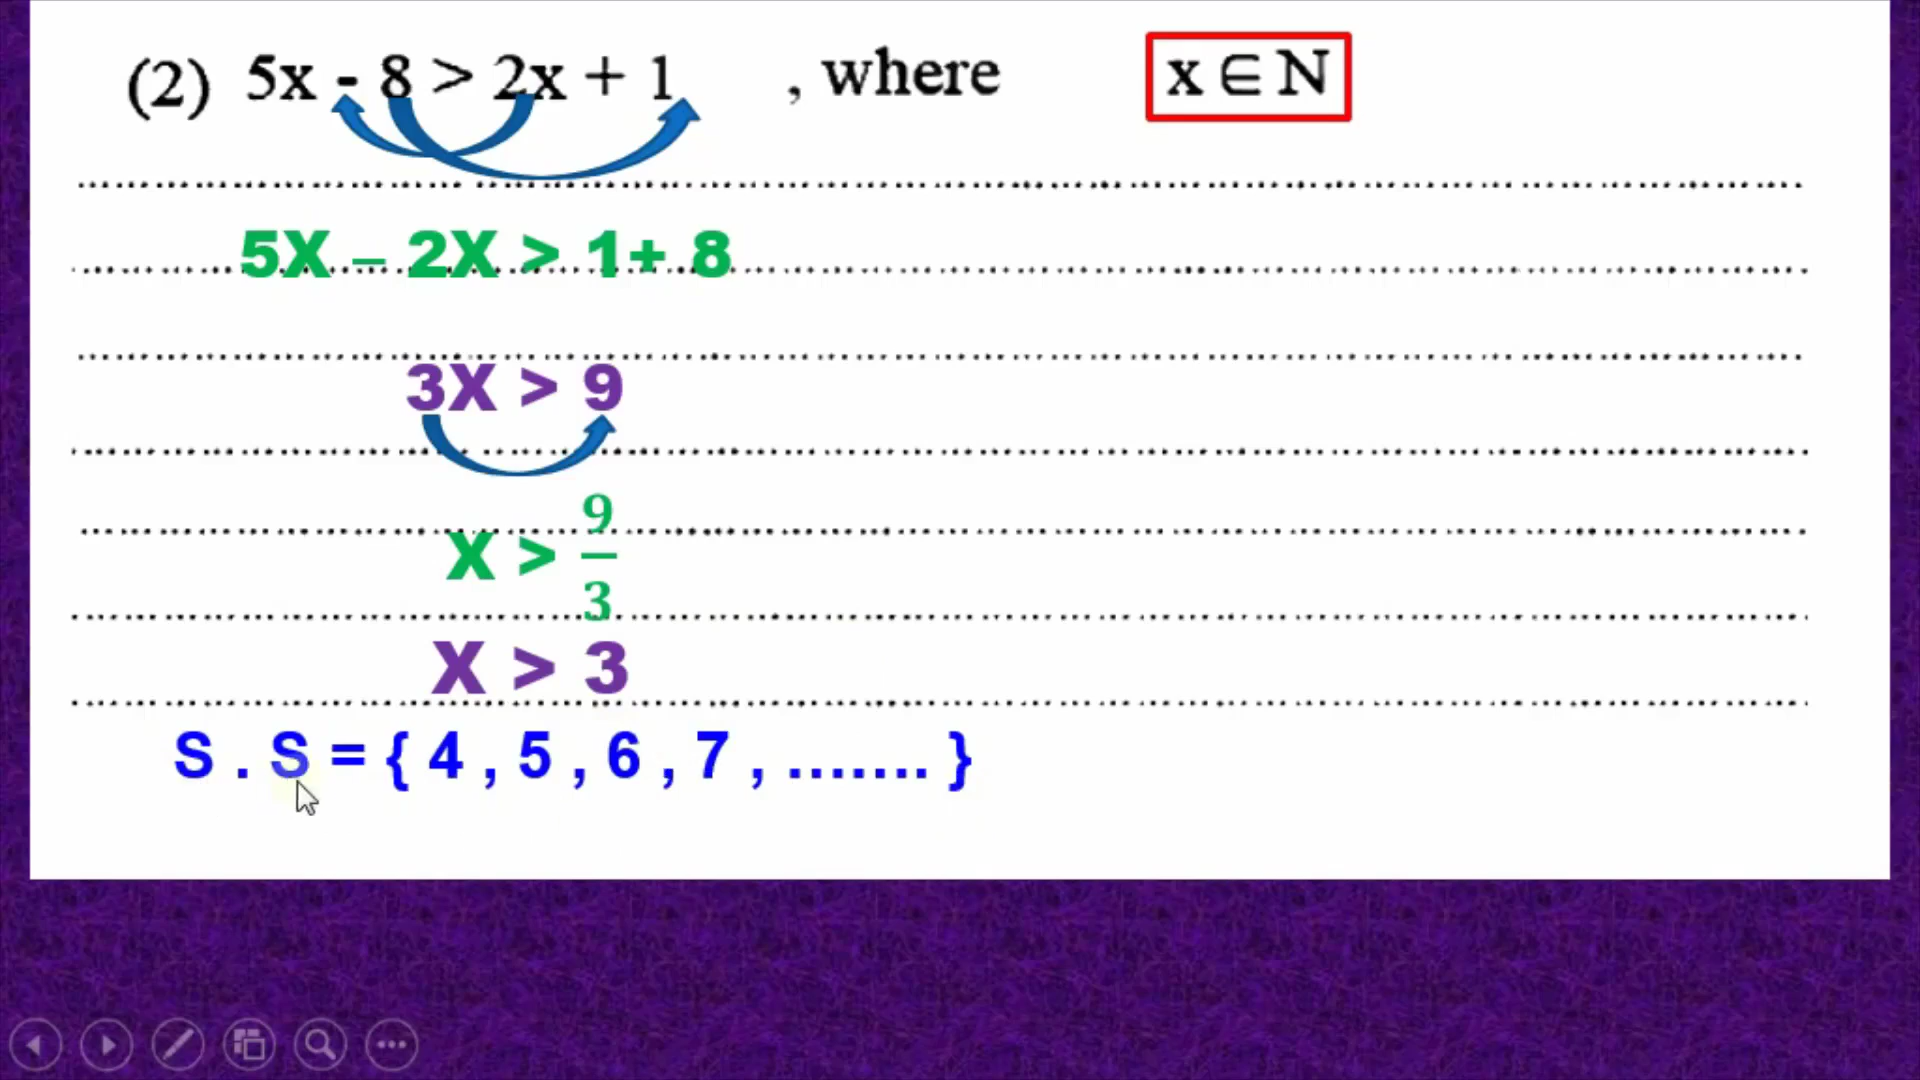 (2) 5x - 8 > 2x + 1 , where x ∈ N
5X – 2X > 1+ 8
3X > 9
X > 9/3
X > 3
S . S = { 4 , 5 , 6 , 7 , ....... }